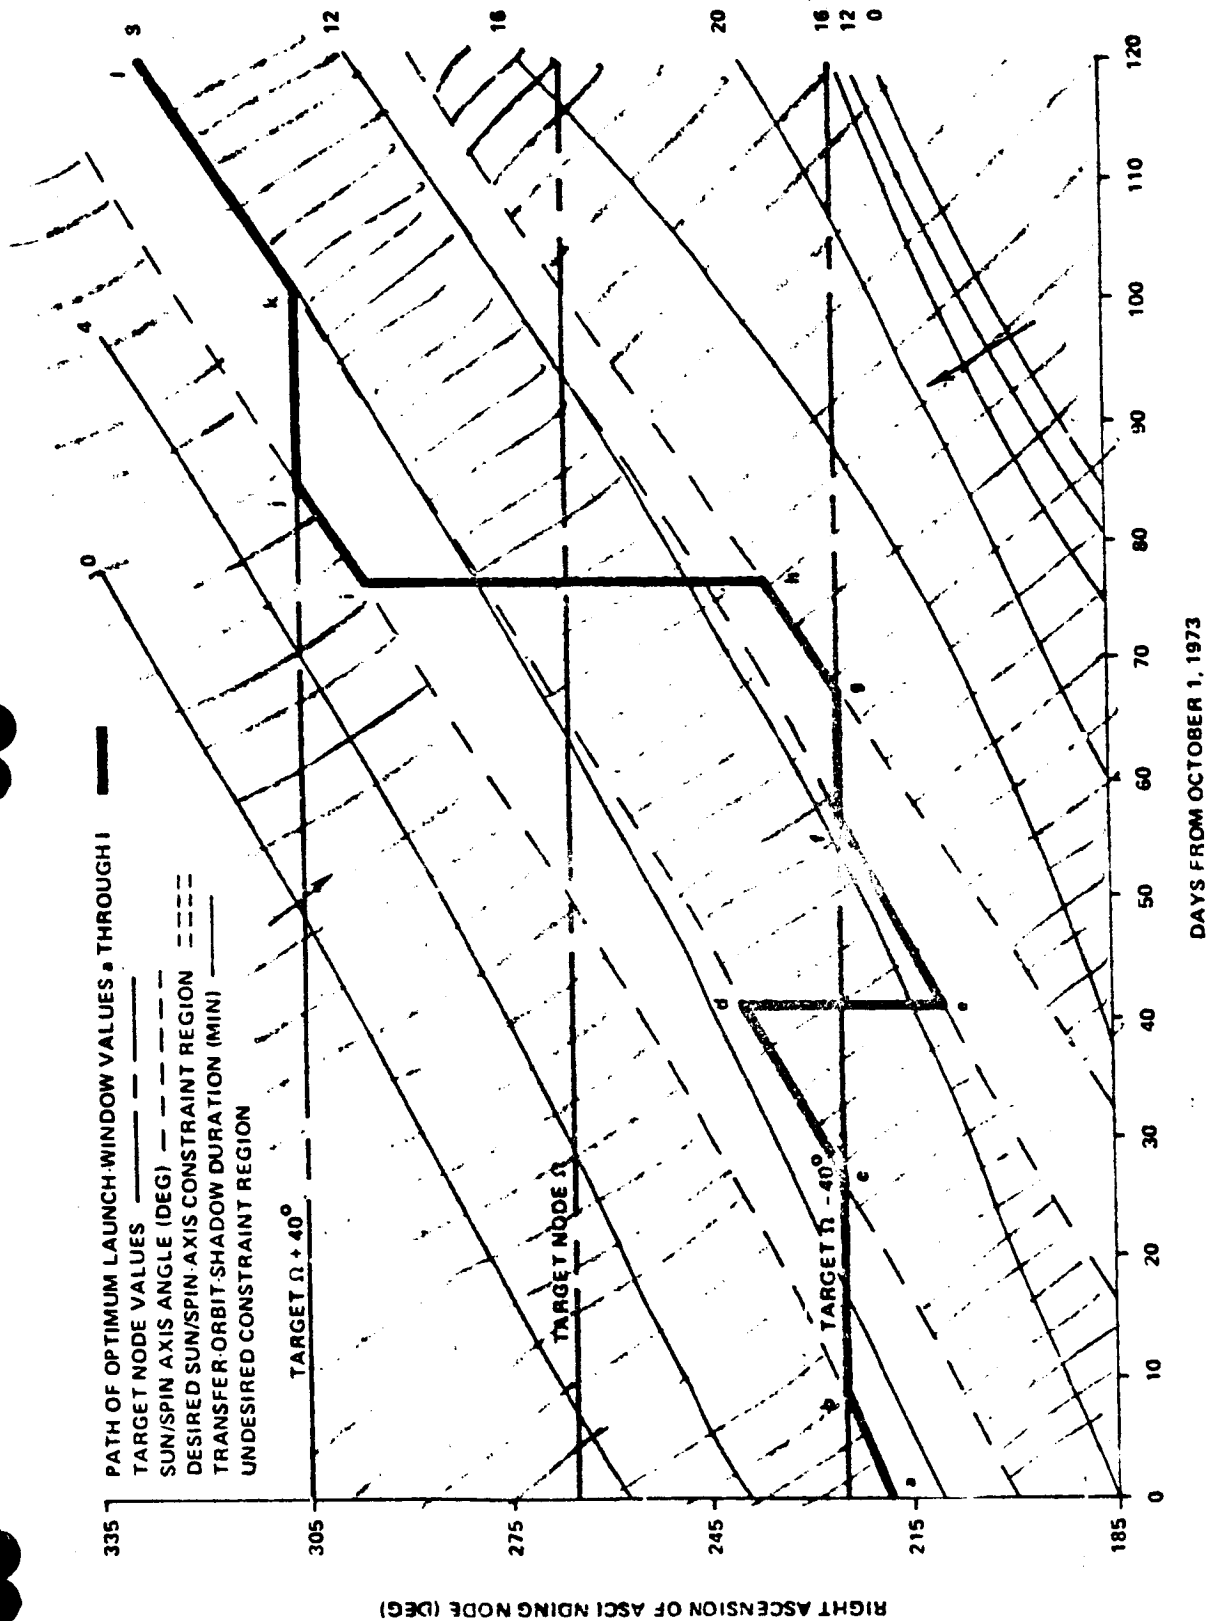 PATH OF OPTIMUM LAUNCH-WINDOW VALUES a THROUGH l
TARGET NODE VALUES
SUN/SPIN AXIS ANGLE (DEG)
DESIRED SUN/SPIN-AXIS CONSTRAINT REGION
TRANSFER-ORBIT-SHADOW DURATION (MIN)
UNDESIRED CONSTRAINT REGION
TARGET Ω + 40°
TARGET NODE Ω
TARGET Ω - 40°
0
4
l
8
12
16
20
16
12
0
a
b
c
d
e
f
g
h
i
j
k
335
305
275
245
215
185
RIGHT ASCENSION OF ASCENDING NODE (DEG)
0
10
20
30
40
50
60
70
80
90
100
110
120
DAYS FROM OCTOBER 1, 1973